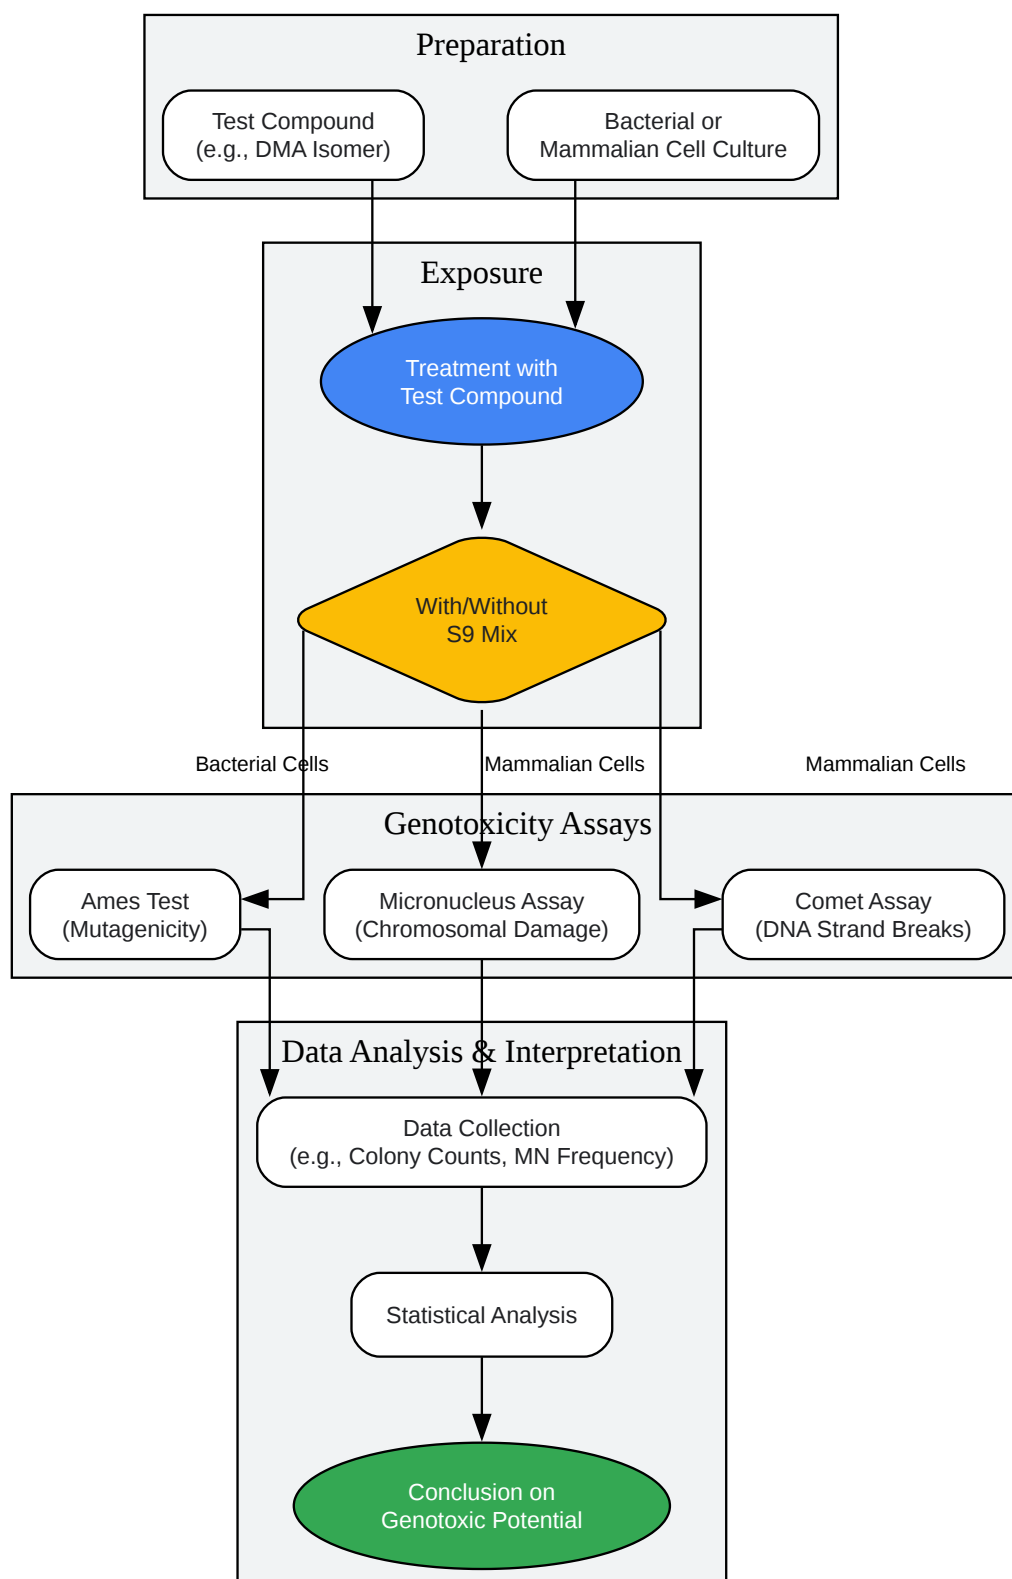 Preparation
Test Compound
(e.g., DMA Isomer)
Bacterial or
Mammalian Cell Culture
Exposure
Treatment with
Test Compound
With/Without
S9 Mix
Bacterial Cells
Mammalian Cells
Mammalian Cells
Genotoxicity Assays
Ames Test
(Mutagenicity)
Micronucleus Assay
(Chromosomal Damage)
Comet Assay
(DNA Strand Breaks)
Data Analysis & Interpretation
Data Collection
(e.g., Colony Counts, MN Frequency)
Statistical Analysis
Conclusion on
Genotoxic Potential